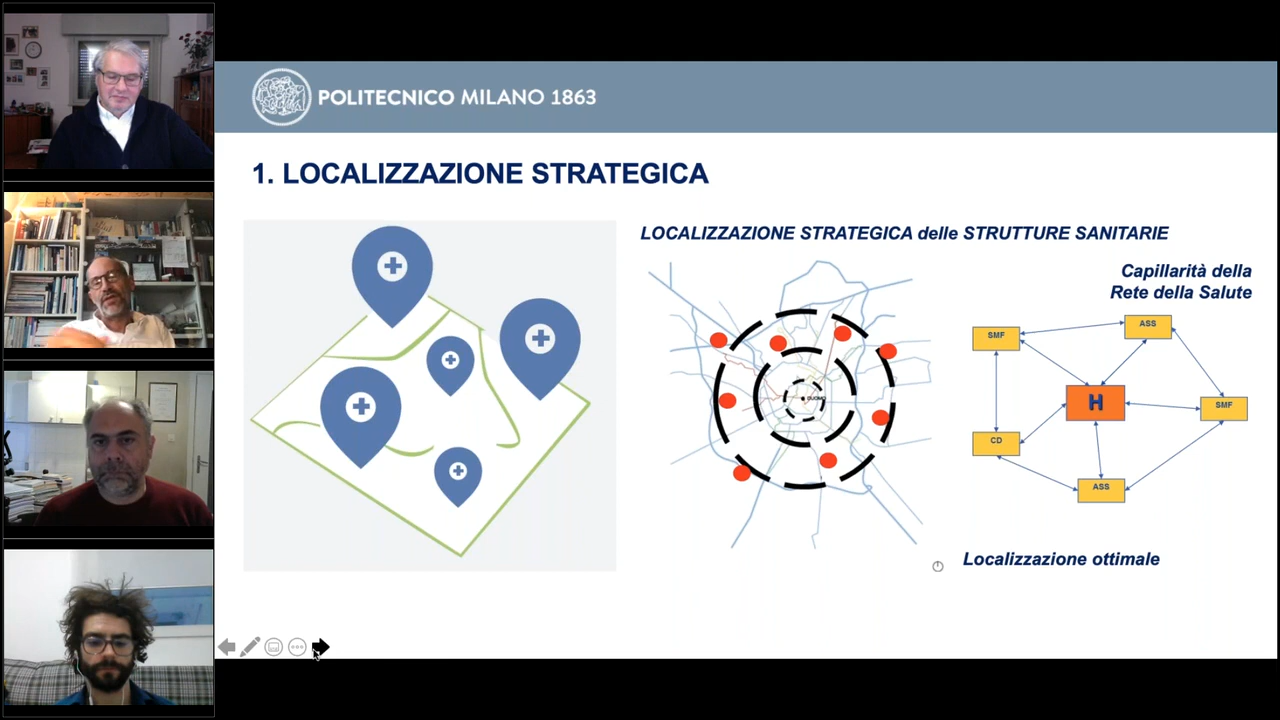 POLITECNICO MILANO 1863
1. LOCALIZZAZIONE STRATEGICA
LOCALIZZAZIONE STRATEGICA delle STRUTTURE SANITARIE
Capillarità della
Rete della Salute
DUOMO
SMF
ASS
H
SMF
CD
ASS
Localizzazione ottimale